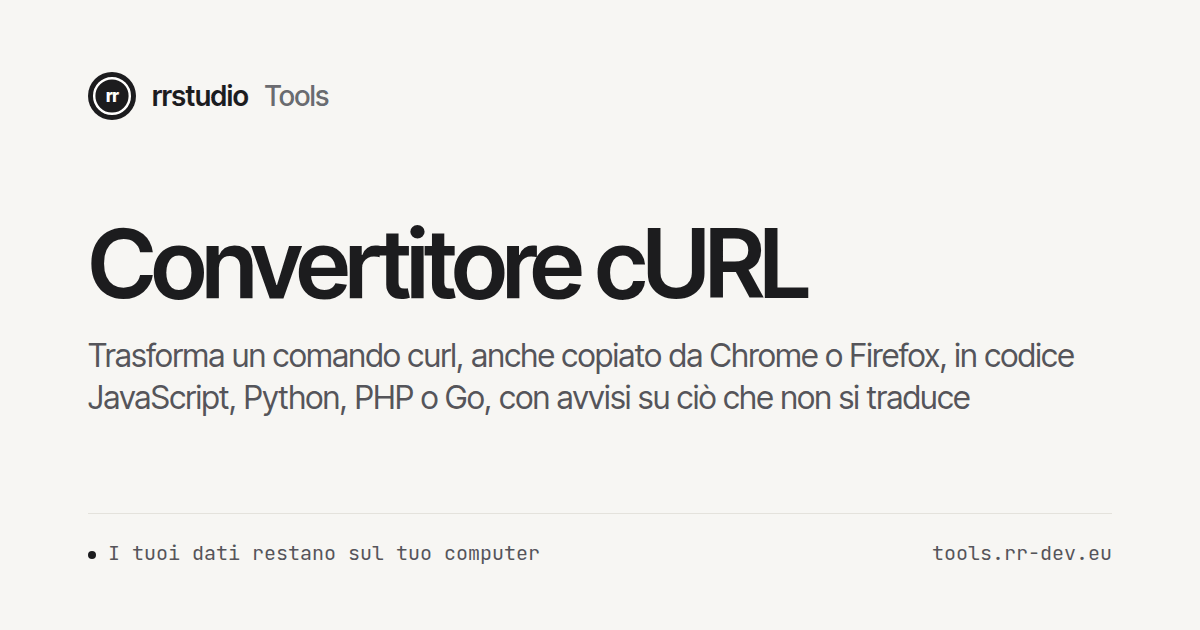 rr rrstudio Tools
Convertitore cURL
Trasforma un comando curl, anche copiato da Chrome o Firefox, in codice
JavaScript, Python, PHP o Go, con avvisi su ciò che non si traduce
I tuoi dati restano sul tuo computer
tools.rr-dev.eu